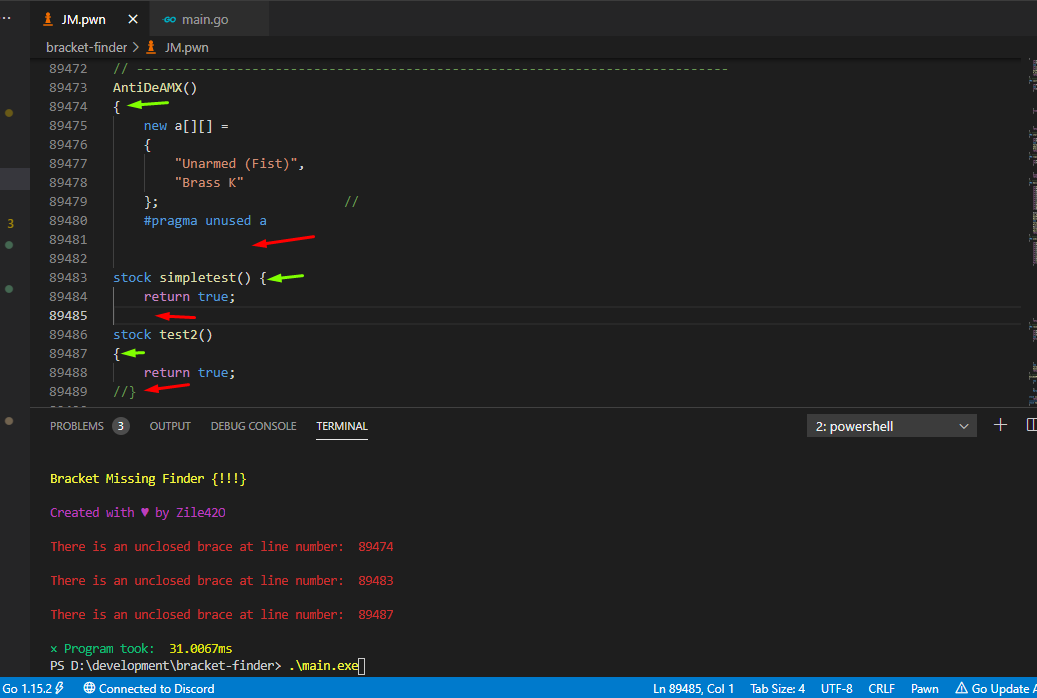 JM.pwn
main.go
bracket-finder > JM.pwn
89472 // -----------------------------------------------------------------------------
89473 AntiDeAMX()
89474 {
89475 new a[][] =
89476 {
89477 "Unarmed (Fist)",
89478 "Brass K"
89479 }; //
89480 #pragma unused a
89481
89482
89483 stock simpletest() {
89484 return true;
89485
89486 stock test2()
89487 {
89488 return true;
89489 //}
3
PROBLEMS 3 OUTPUT DEBUG CONSOLE TERMINAL 2: powershell
Bracket Missing Finder {!!!}
Created with ♥ by Zile420
There is an unclosed brace at line number: 89474
There is an unclosed brace at line number: 89483
There is an unclosed brace at line number: 89487
× Program took: 31.0067ms
PS D:\development\bracket-finder> .\main.exe
Go 1.15.2 Connected to Discord Ln 89485, Col 1 Tab Size: 4 UTF-8 CRLF Pawn Go Update